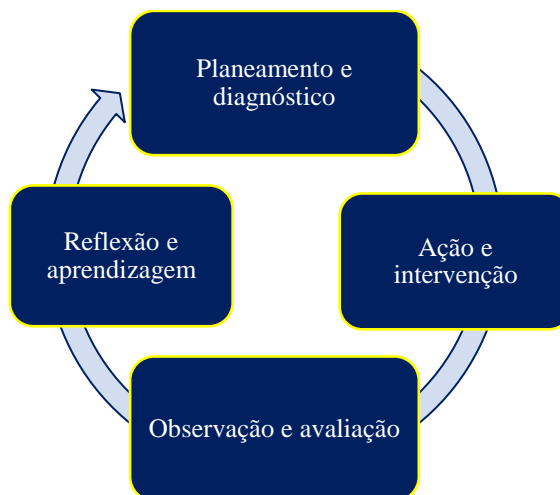 Planeamento e
diagnóstico
Ação e
intervenção
Observação e avaliação
Reflexão e
aprendizagem